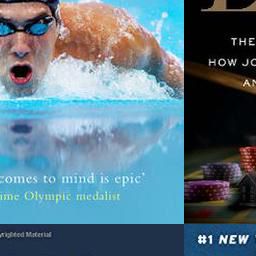 comes to mind is epic’
ime Olympic medalist
yrighted Material
THE
HOW JO
AN
#1 NEW